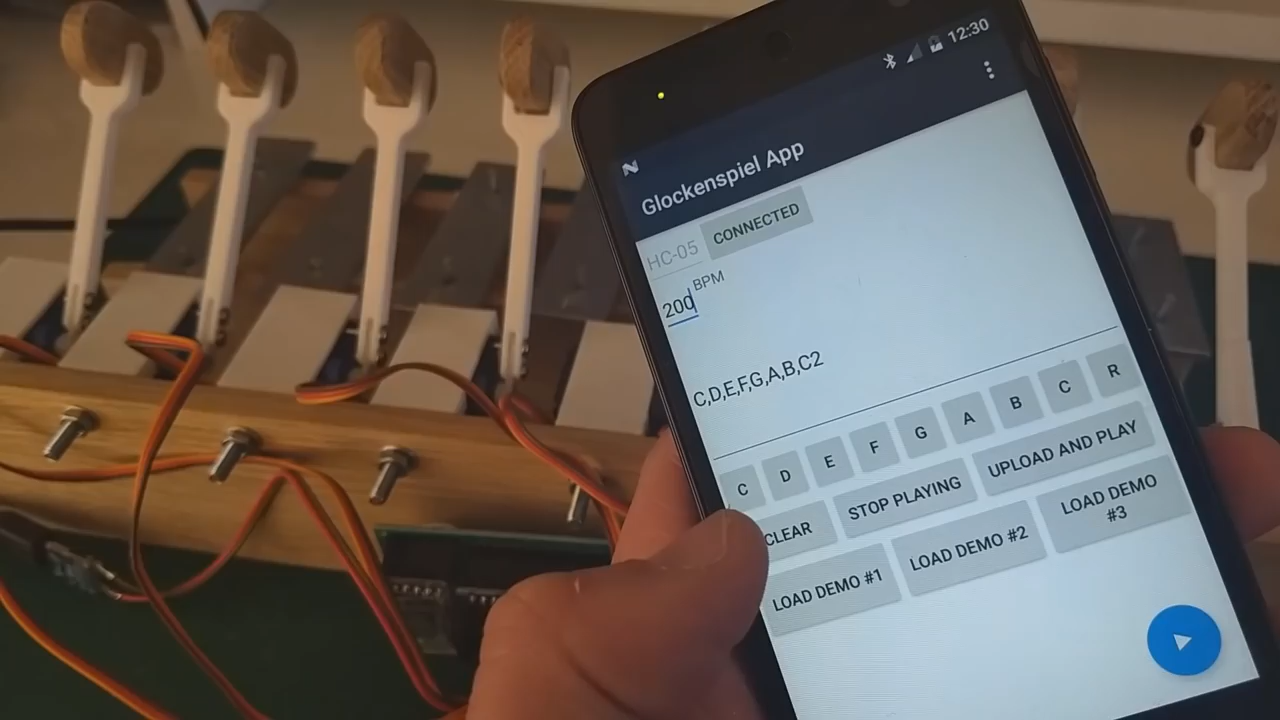 12:30
Glockenspiel App
HC-05 CONNECTED
200 BPM
C,D,E,F,G,A,B,C2
C D E F G A B C R
CLEAR STOP PLAYING UPLOAD AND PLAY
LOAD DEMO #1 LOAD DEMO #2 LOAD DEMO #3